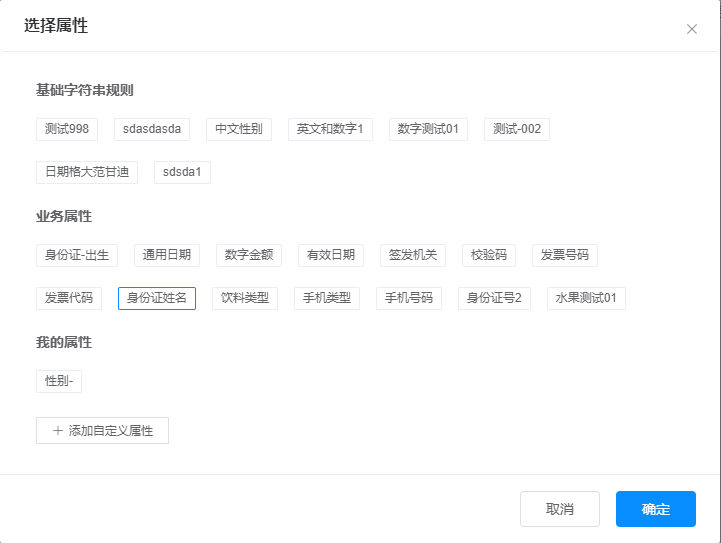 选择属性
基础字符串规则
测试998 sdasdasda 中文性别 英文和数字1 数字测试01 测试-002
日期格大范甘迪 sdsda1
业务属性
身份证-出生 通用日期 数字金额 有效日期 签发机关 校验码 发票号码
发票代码 身份证姓名 饮料类型 手机类型 手机号码 身份证号2 水果测试01
我的属性
性别-
+ 添加自定义属性
取消 确定